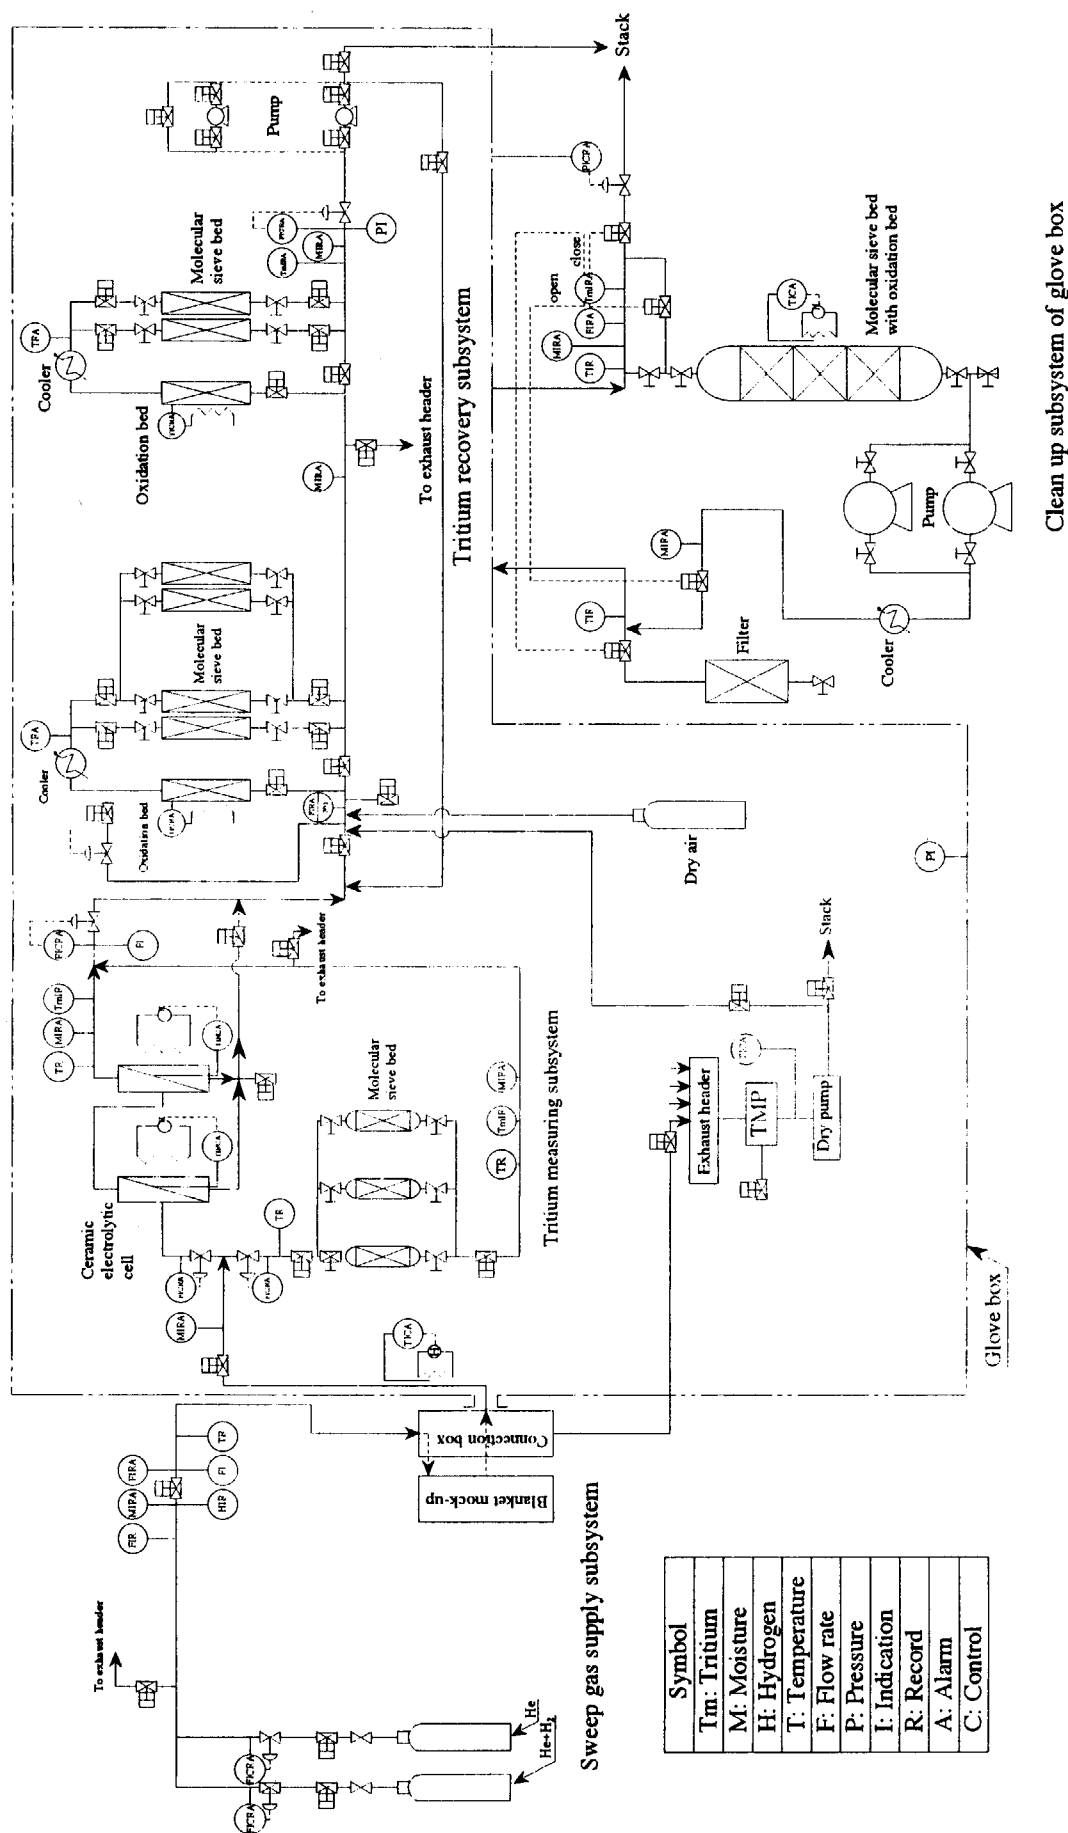 Stack
Pump
Molecular
sieve bed
PI
MIRA
TmIRA
TRA
Cooler
Oxidation bed
MIRA
To exhaust header
Tritium recovery subsystem
Molecular
sieve bed
TRA
Cooler
Oxidation bed
Dry air
PICRA
open
close
TmIRA
FIRA
MIRA
TIR
TICA
Molecular sieve bed
with oxidation bed
Pump
MIRA
TIR
Filter
Cooler
Clean up subsystem of glove box
FI
TmIR
MIRA
TR
To exhaust header
Ceramic
electrolytic
cell
TR
Molecular
sieve bed
MIRA
TmIR
TR
Tritium measuring subsystem
MIRA
TICA
H
Stack
Exhaust header
TMP
Dry pump
PI
Glove box
Connection box
Blanket mock-up
TR
FIRA
FI
MIRA
HIR
FIR
To exhaust header
FICRA
FICRA
He
He+H2
Sweep gas supply subsystem
Symbol
Tm: Tritium
M: Moisture
H: Hydrogen
T: Temperature
F: Flow rate
P: Pressure
I: Indication
R: Record
A: Alarm
C: Control